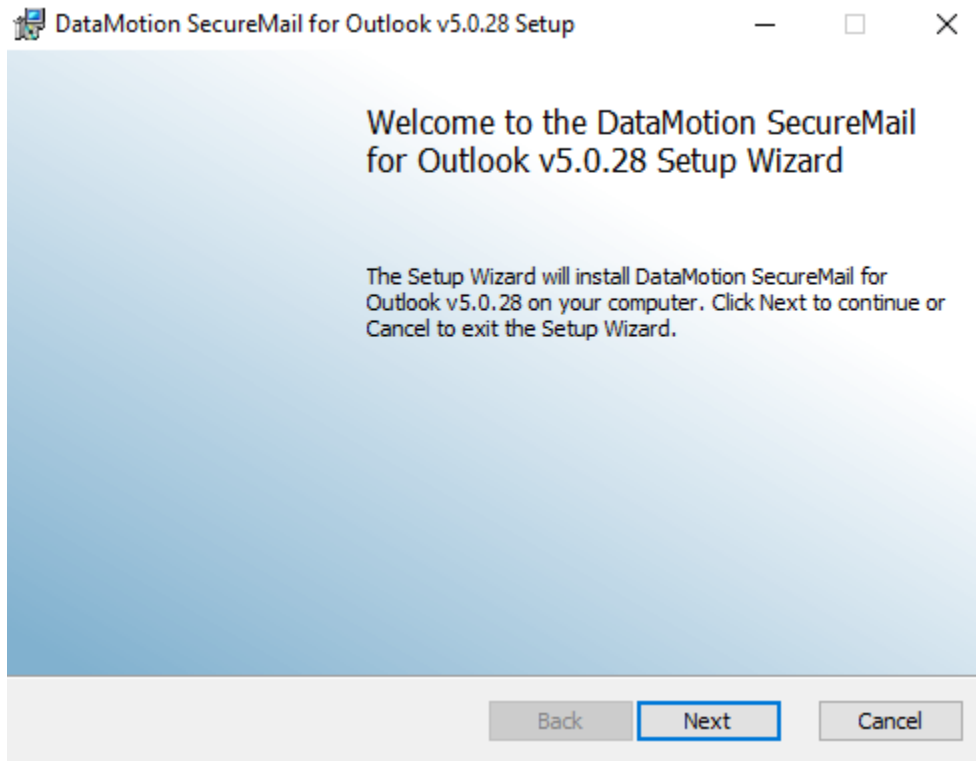 DataMotion SecureMail for Outlook v5.0.28 Setup
Welcome to the DataMotion SecureMail
for Outlook v5.0.28 Setup Wizard
The Setup Wizard will install DataMotion SecureMail for
Outlook v5.0.28 on your computer. Click Next to continue or
Cancel to exit the Setup Wizard.
Back Next Cancel